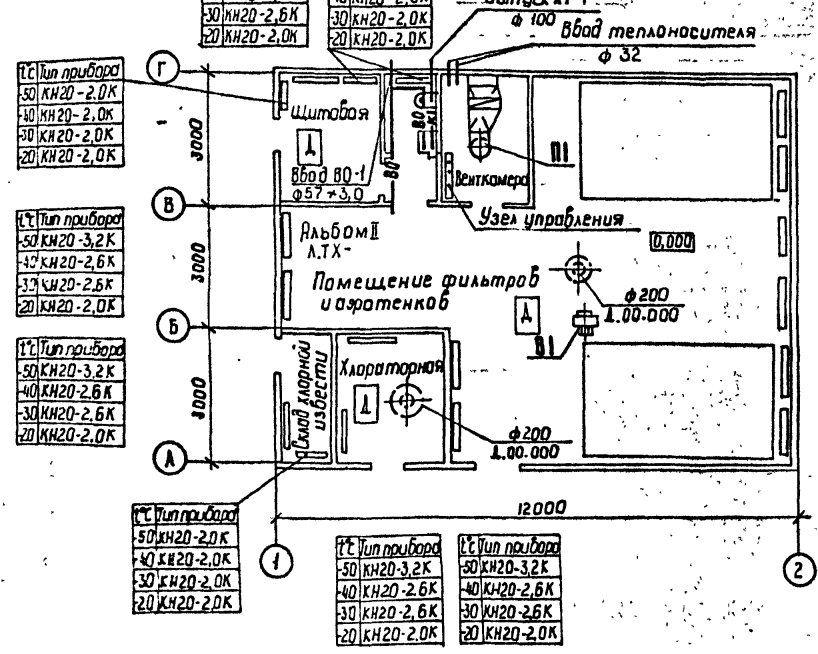 -30 КН20-2,6К
-20 КН20-2,0К
-30 КН20-2,0К
-20 КН20-2,0К
ф 100
Ввод теплоносителя
ф 32
t°c Тип прибора
-50 КН20-2,0К
-40 КН20-2,0К
-30 КН20-2,0К
-20 КН20-2,0К
Г
3000
Щитовая
Д
ВО
К1
П1
Ввод ВО-1
ф57×3,0
ВО
Венткамера
Узел управления
В
t°c Тип прибора
-50 КН20-3,2К
-40 КН20-2,6К
-30 КН20-2,6К
-20 КН20-2,0К
3000
Альбом II
Л.ТХ-
0,000
Помещение фильтров
и аэротенков
Д
ф200
Д.00.000
В1
Б
t°c Тип прибора
-50 КН20-3,2К
-40 КН20-2,6К
-30 КН20-2,6К
-20 КН20-2,0К
3000
Склад хлорной
извести
Хлораторная
Д
ф200
Д.00.000
А
12000
t°c Тип прибора
-50 КН20-2,0К
-40 КН20-2,0К
-30 КН20-2,0К
-20 КН20-2,0К
1
t°c Тип прибора
-50 КН20-3,2К
-40 КН20-2,6К
-30 КН20-2,6К
-20 КН20-2,0К
t°c Тип прибора
-50 КН20-3,2К
-40 КН20-2,6К
-30 КН20-2,6К
-20 КН20-2,0К
2